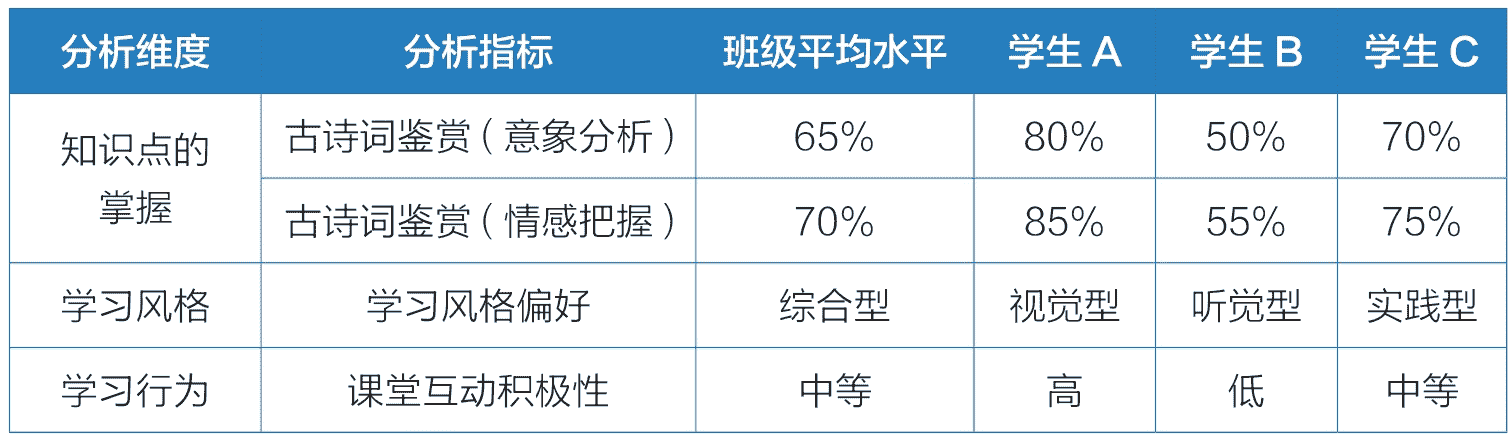 分析维度 分析指标 班级平均水平 学生 A 学生 B 学生 C
知识点的
掌握
古诗词鉴赏（意象分析） 65% 80% 50% 70%
古诗词鉴赏（情感把握） 70% 85% 55% 75%
学习风格 学习风格偏好 综合型 视觉型 听觉型 实践型
学习行为 课堂互动积极性 中等 高 低 中等